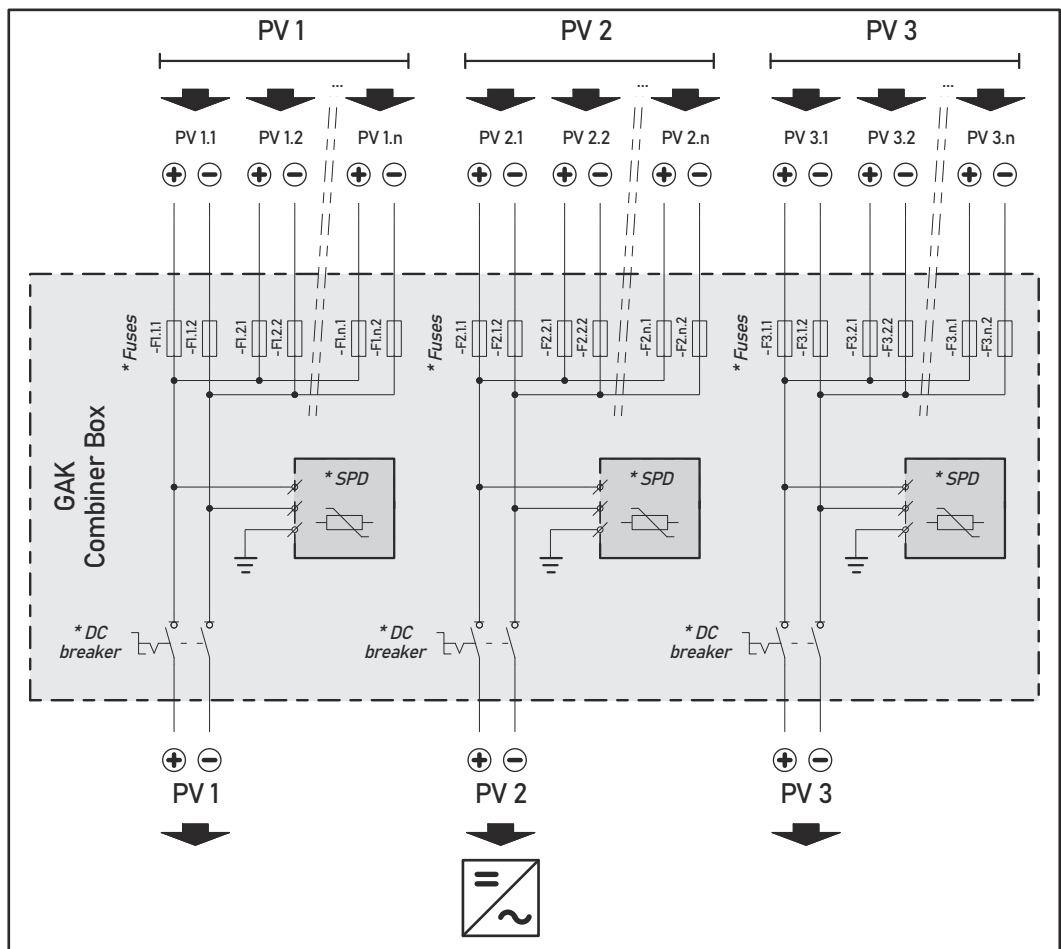 PV 1
PV 2
PV 3
...
...
...
PV 1.1
PV 1.2
PV 1.n
PV 2.1
PV 2.2
PV 2.n
PV 3.1
PV 3.2
PV 3.n
* Fuses
-F1.1.1
-F1.1.2
-F1.2.1
-F1.2.2
-F1.n.1
-F1.n.2
* Fuses
-F2.1.1
-F2.1.2
-F2.2.1
-F2.2.2
-F2.n.1
-F2.n.2
* Fuses
-F3.1.1
-F3.1.2
-F3.2.1
-F3.2.2
-F3.n.1
-F3.n.2
GAK
Combiner Box
* SPD
* SPD
* SPD
* DC
breaker
* DC
breaker
* DC
breaker
PV 1
PV 2
PV 3